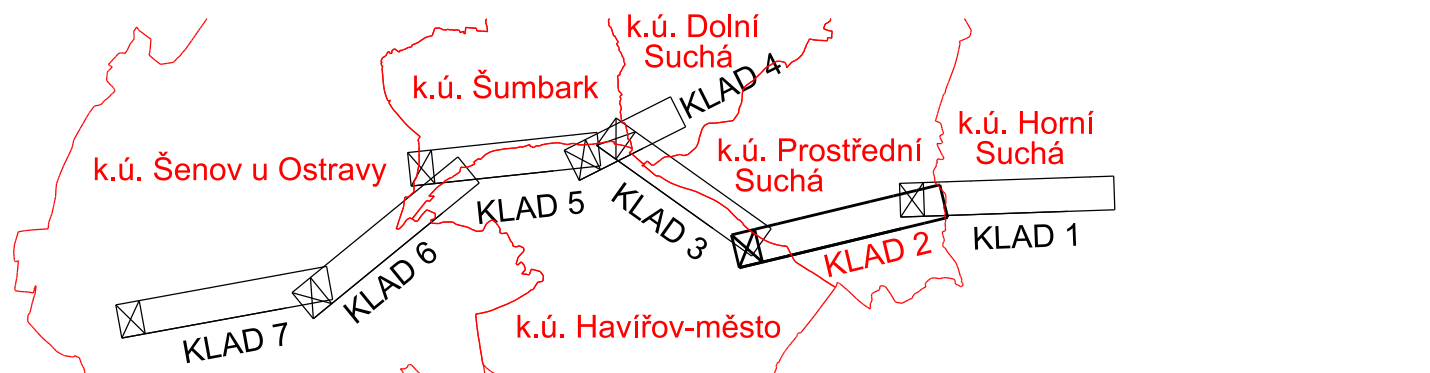 k.ú. Dolní
Suchá
KLAD 4
k.ú. Šumbark
k.ú. Horní
Suchá
k.ú. Prostřední
Suchá
k.ú. Šenov u Ostravy
KLAD 5
KLAD 3
KLAD 1
KLAD 2
KLAD 6
k.ú. Havířov-město
KLAD 7